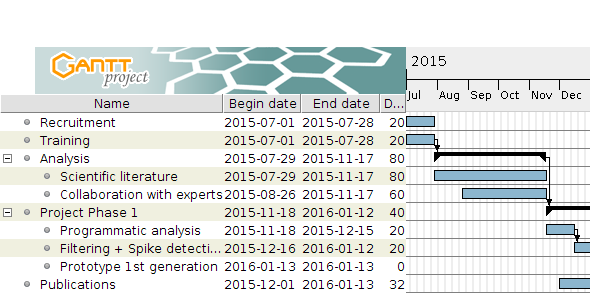 GANTT
project
2015
Name Begin date End date D...
Jul Aug Sep Oct Nov Dec
Recruitment 2015-07-01 2015-07-28 20
Training 2015-07-01 2015-07-28 20
Analysis 2015-07-29 2015-11-17 80
Scientific literature 2015-07-29 2015-11-17 80
Collaboration with experts 2015-08-26 2015-11-17 60
Project Phase 1 2015-11-18 2016-01-12 40
Programmatic analysis 2015-11-18 2015-12-15 20
Filtering + Spike detecti... 2015-12-16 2016-01-12 20
Prototype 1st generation 2016-01-13 2016-01-13 0
Publications 2015-12-01 2016-01-13 32